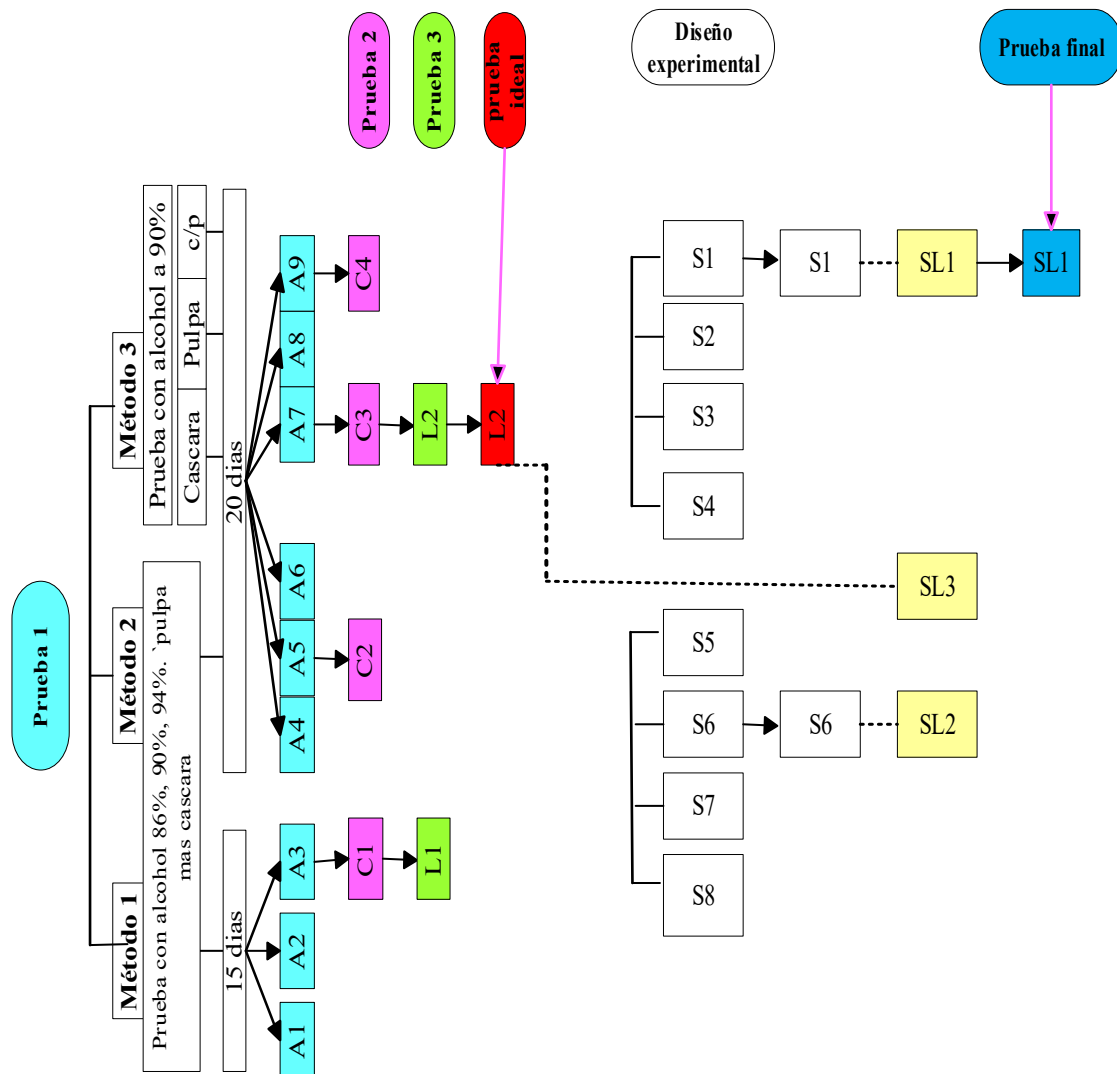 Prueba 1
Método 1
Método 2
Método 3
Prueba con alcohol 86%, 90%, 94%. `pulpa
mas cascara
Prueba con alcohol a 90%
Cascara
Pulpa
c/p
15 dias
20 dias
A1
A2
A3
A4
A5
A6
A7
A8
A9
Prueba 2
C1
C2
C3
C4
Prueba 3
L1
L2
prueba
ideal
L2
Diseño
experimental
S1
S2
S3
S4
S5
S6
S7
S8
S1
S6
SL1
SL3
SL2
Prueba final
SL1